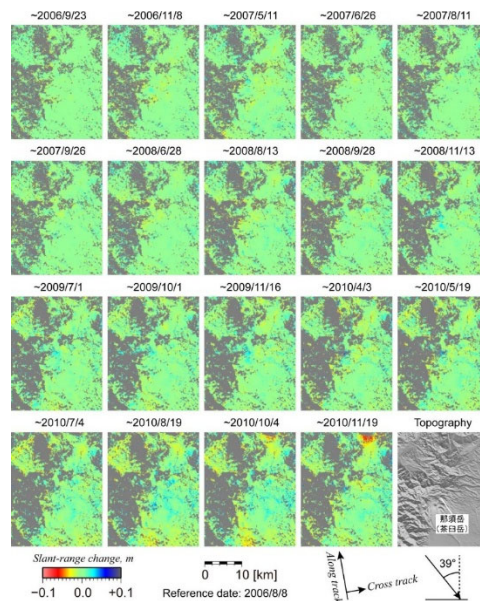 ~2006/9/23 ~2006/11/8 ~2007/5/11 ~2007/6/26 ~2007/8/11
~2007/9/26 ~2008/6/28 ~2008/8/13 ~2008/9/28 ~2008/11/13
~2009/7/1 ~2009/10/1 ~2009/11/16 ~2010/4/3 ~2010/5/19
~2010/7/4 ~2010/8/19 ~2010/10/4 ~2010/11/19 Topography
那須岳
(茶臼岳)
Slant-range change, m
−0.1 0.0 +0.1
0 10 [km]
Reference date: 2006/8/8
Along track
Cross track
39°